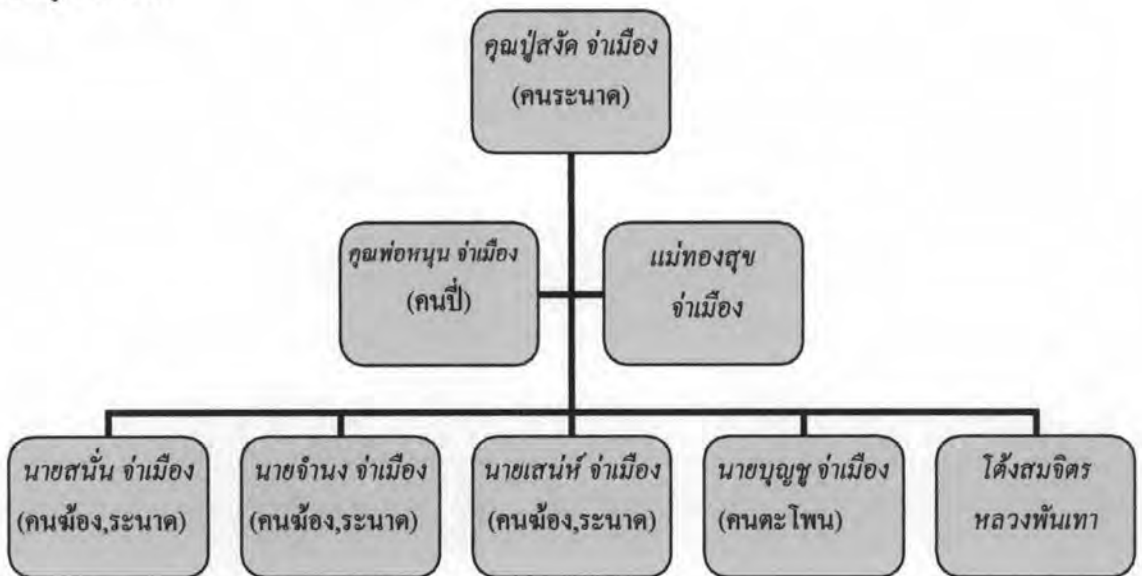 คุณปู่สงัค จ่าเมือง
(คนระนาค)
คุณพ่อหนุน จ่าเมือง
(คนปี่)
แม่ทองสุข
จ่าเมือง
นายสนั่น จ่าเมือง
(คนฆ้อง,ระนาค)
นายจำนง จ่าเมือง
(คนฆ้อง,ระนาค)
นายเสน่ห์ จ่าเมือง
(คนฆ้อง,ระนาค)
นายบุญชู จ่าเมือง
(คนตะโพน)
โต้งสมจิตร
หลวงพันเทา